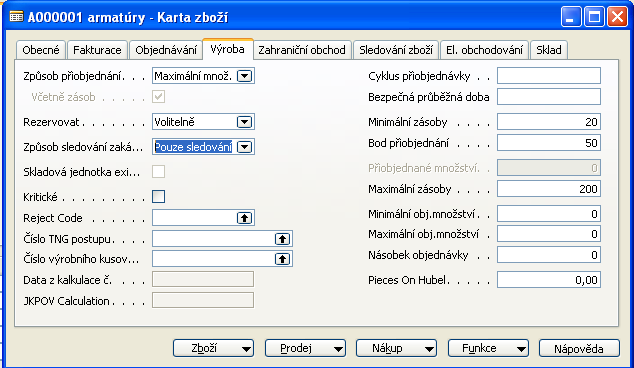 A000001 armatúry - Karta zboží
Obecné Fakturace Objednávání Výroba Zahraniční obchod Sledování zboží El. obchodování Sklad
Způsob přiobjednání. . . Maximální množ.
Včetně zásob . . . . . .
Rezervovat . . . . . . . Volitelně
Způsob sledování zaká... Pouze sledování
Skladová jednotka exi...
Kritické . . . . . . . .
Reject Code . . . . . .
Číslo TNG postupu . . .
Číslo výrobního kusov...
Data z kalkulace č. . .
JKPOV Calculation . . .
Cyklus přiobjednávky . .
Bezpečná průběžná doba
Minimální zásoby . . . 20
Bod přiobjednání . . . 50
Přiobjednané množství. . 0
Maximální zásoby . . . 200
Minimální obj.množství . . 0
Maximální obj.množství . . 0
Násobek objednávky . . 0
Pieces On Hubel . . . . 0,00
Zboží Prodej Nákup Funkce Nápověda